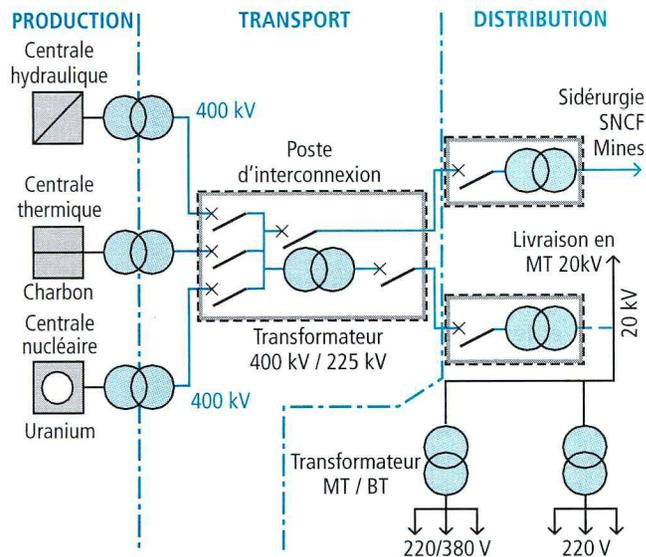 PRODUCTION
TRANSPORT
DISTRIBUTION
Centrale
hydraulique
400 kV
Sidérurgie
SNCF
Mines
Poste
d'interconnexion
Centrale
thermique
Charbon
Livraison en
MT 20kV
20 kV
Centrale
nucléaire
Transformateur
400 kV / 225 kV
400 kV
Uranium
Transformateur
MT / BT
220/380 V
220 V